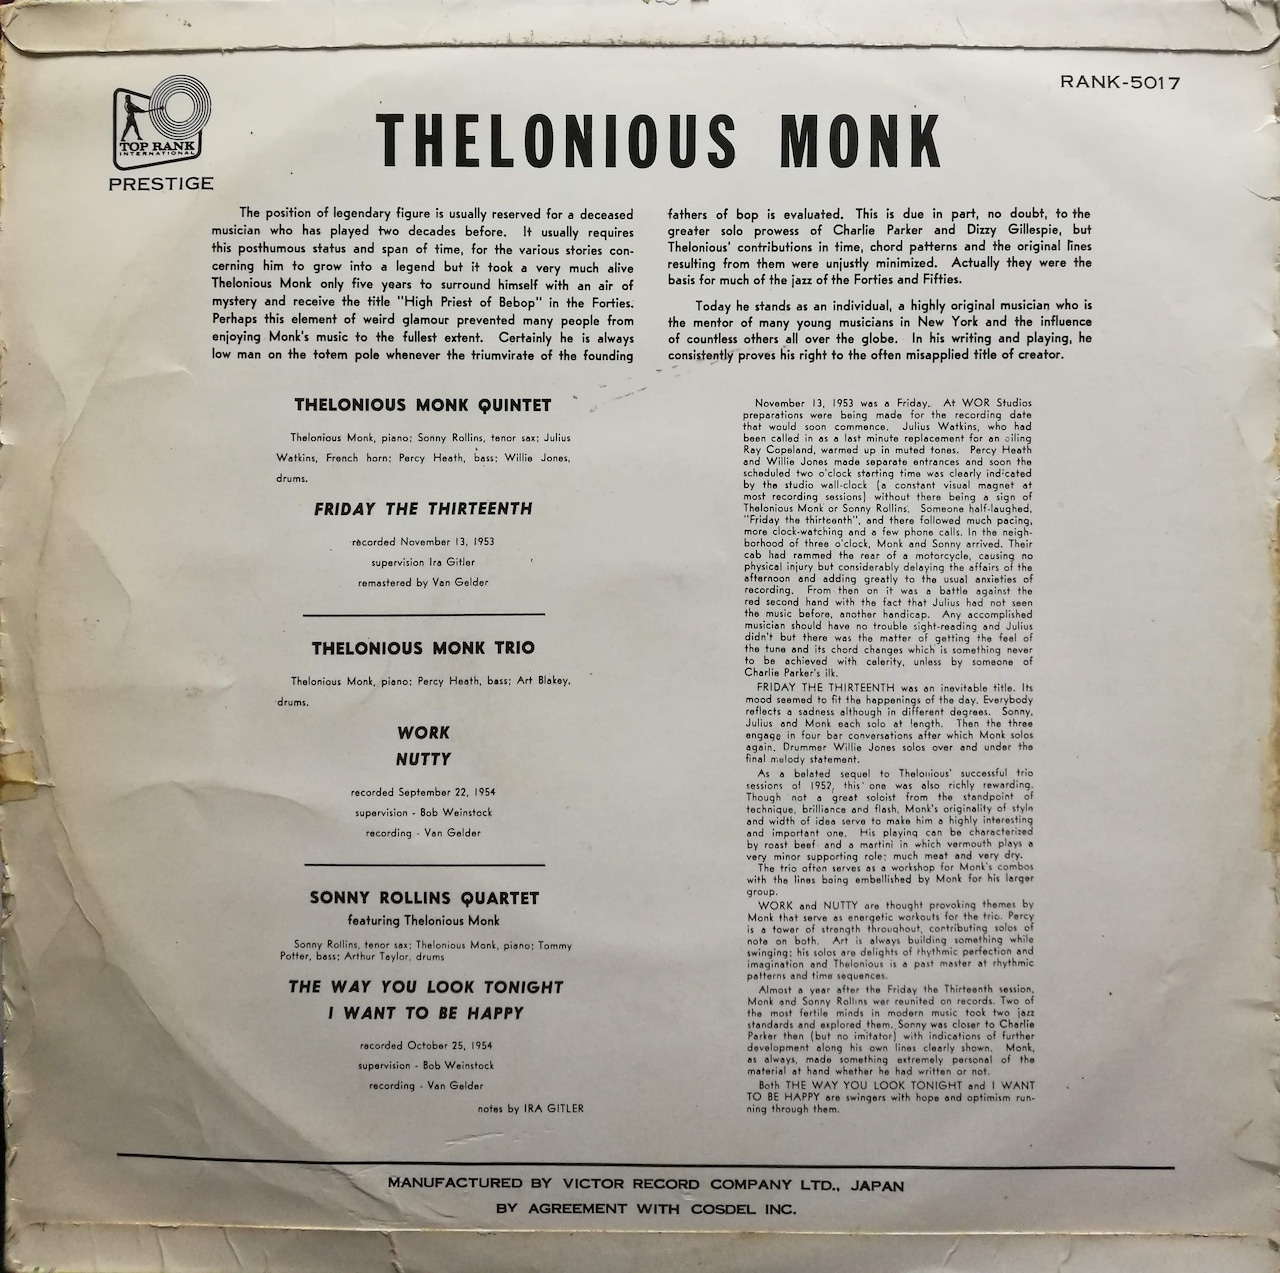 RANK-5017
TOP RANK
INTERNATIONAL
PRESTIGE
THELONIOUS MONK
The position of legendary figure is usually reserved for a deceased
musician who has played two decades before. It usually requires
this posthumous status and span of time, for the various stories con-
cerning him to grow into a legend but it took a very much alive
Thelonious Monk only five years to surround himself with an air of
mystery and receive the title "High Priest of Bebop" in the Forties.
Perhaps this element of weird glamour prevented many people from
enjoying Monk's music to the fullest extent. Certainly he is always
low man on the totem pole whenever the triumvirate of the founding
fathers of bop is evaluated. This is due in part, no doubt, to the
greater solo prowess of Charlie Parker and Dizzy Gillespie, but
Thelonious' contributions in time, chord patterns and the original lines
resulting from them were unjustly minimized. Actually they were the
basis for much of the jazz of the Forties and Fifties.
Today he stands as an individual, a highly original musician who is
the mentor of many young musicians in New York and the influence
of countless others all over the globe. In his writing and playing, he
consistently proves his right to the often misapplied title of creator.
THELONIOUS MONK QUINTET
Thelonious Monk, piano; Sonny Rollins, tenor sax; Julius
Watkins, French horn; Percy Heath, bass; Willie Jones,
drums.
FRIDAY THE THIRTEENTH
recorded November 13, 1953
supervision Ira Gitler
remastered by Van Gelder
THELONIOUS MONK TRIO
Thelonious Monk, piano; Percy Heath, bass; Art Blakey,
drums.
WORK
NUTTY
recorded September 22, 1954
supervision - Bob Weinstock
recording - Van Gelder
SONNY ROLLINS QUARTET
featuring Thelonious Monk
Sonny Rollins, tenor sax; Thelonious Monk, piano; Tommy
Potter, bass; Arthur Taylor, drums
THE WAY YOU LOOK TONIGHT
I WANT TO BE HAPPY
recorded October 25, 1954
supervision - Bob Weinstock
recording - Van Gelder
notes by IRA GITLER
November 13, 1953 was a Friday. At WOR Studios
preparations were being made for the recording date
that would soon commence. Julius Watkins, who had
been called in as a last minute replacement for an ailing
Ray Copeland, warmed up in muted tones. Percy Heath
and Willie Jones made separate entrances and soon the
scheduled two o'clock starting time was clearly indicated
by the studio wall-clock (a constant visual magnet at
most recording sessions) without there being a sign of
Thelonious Monk or Sonny Rollins. Someone half-laughed,
"Friday the thirteenth", and there followed much pacing,
more clock-watching and a few phone calls. In the neigh-
borhood of three o'clock, Monk and Sonny arrived. Their
cab had rammed the rear of a motorcycle, causing no
physical injury but considerably delaying the affairs of the
afternoon and adding greatly to the usual anxieties of
recording. From then on it was a battle against the
red second hand with the fact that Julius had not seen
the music before, another handicap. Any accomplished
musician should have no trouble sight-reading and Julius
didn't but there was the matter of getting the feel of
the tune and its chord changes which is something never
to be achieved with celerity, unless by someone of
Charlie Parker's ilk.
FRIDAY THE THIRTEENTH was an inevitable title. Its
mood seemed to fit the happenings of the day. Everybody
reflects a sadness although in different degrees. Sonny,
Julius and Monk each solo at length. Then the three
engage in four bar conversations after which Monk solos
again. Drummer Willie Jones solos over and under the
final melody statement.
As a belated sequel to Thelonious' successful trio
sessions of 1952, this one was also richly rewarding.
Though not a great soloist from the standpoint of
technique, brilliance and flash, Monk's originality of style
and width of idea serve to make him a highly interesting
and important one. His playing can be characterized
by roast beef and a martini in which vermouth plays a
very minor supporting role; much meat and very dry.
The trio often serves as a workshop for Monk's combos
with the lines being embellished by Monk for his larger
group.
WORK and NUTTY are thought provoking themes by
Monk that serve as energetic workouts for the trio. Percy
is a tower of strength throughout, contributing solos of
note on both. Art is always building something while
swinging; his solos are delights of rhythmic perfection and
imagination and Thelonious is a past master at rhythmic
patterns and time sequences.
Almost a year after the Friday the Thirteenth session,
Monk and Sonny Rollins wer reunited on records. Two of
the most fertile minds in modern music took two jazz
standards and explored them. Sonny was closer to Charlie
Parker then (but no imitator) with indications of further
development along his own lines clearly shown. Monk,
as always, made something extremely personal of the
material at hand whether he had written or not.
Both THE WAY YOU LOOK TONIGHT and I WANT
TO BE HAPPY are swingers with hope and optimism run-
ning through them.
MANUFACTURED BY VICTOR RECORD COMPANY LTD., JAPAN
BY AGREEMENT WITH COSDEL INC.